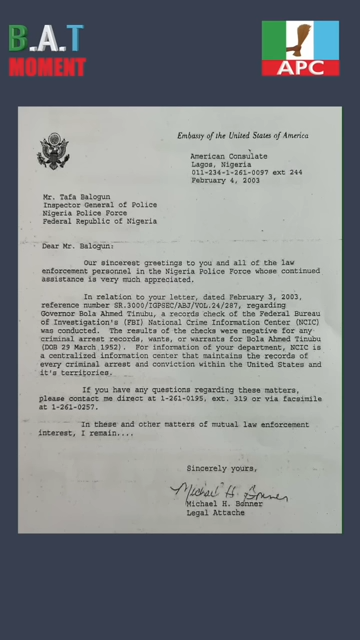 B.A.T
MOMENT
APC
Embassy of the United States of America
American Consulate
Lagos, Nigeria
011-234-1-261-0097 ext 244
February 4, 2003
Mr. Tafa Balogun
Inspector General of Police
Nigeria Police Force
Federal Republic of Nigeria
Dear Mr. Balogun:
Our sincerest greetings to you and all of the law
enforcement personnel in the Nigeria Police Force whose continued
assistance is very much appreciated.
In relation to your letter, dated February 3, 2003,
reference number SR.3000/IGPSEC/ABJ/VOL.24/287, regarding
Governor Bola Ahmed Tinubu, a records check of the Federal Bureau
of Investigation's (FBI) National Crime Information Center (NCIC)
was conducted. The results of the checks were negative for any
criminal arrest records, wants, or warrants for Bola Ahmed Tinubu
(DOB 29 March 1952). For information of your department, NCIC is
a centralized information center that maintains the records of
every criminal arrest and conviction within the United States and
it's territories.
If you have any questions regarding these matters,
please contact me direct at 1-261-0195, ext. 319 or via facsimile
at 1-261-0257.
In these and other matters of mutual law enforcement
interest, I remain....
Sincerely yours,
Michael H. Bonner
Michael H. Bonner
Legal Attache